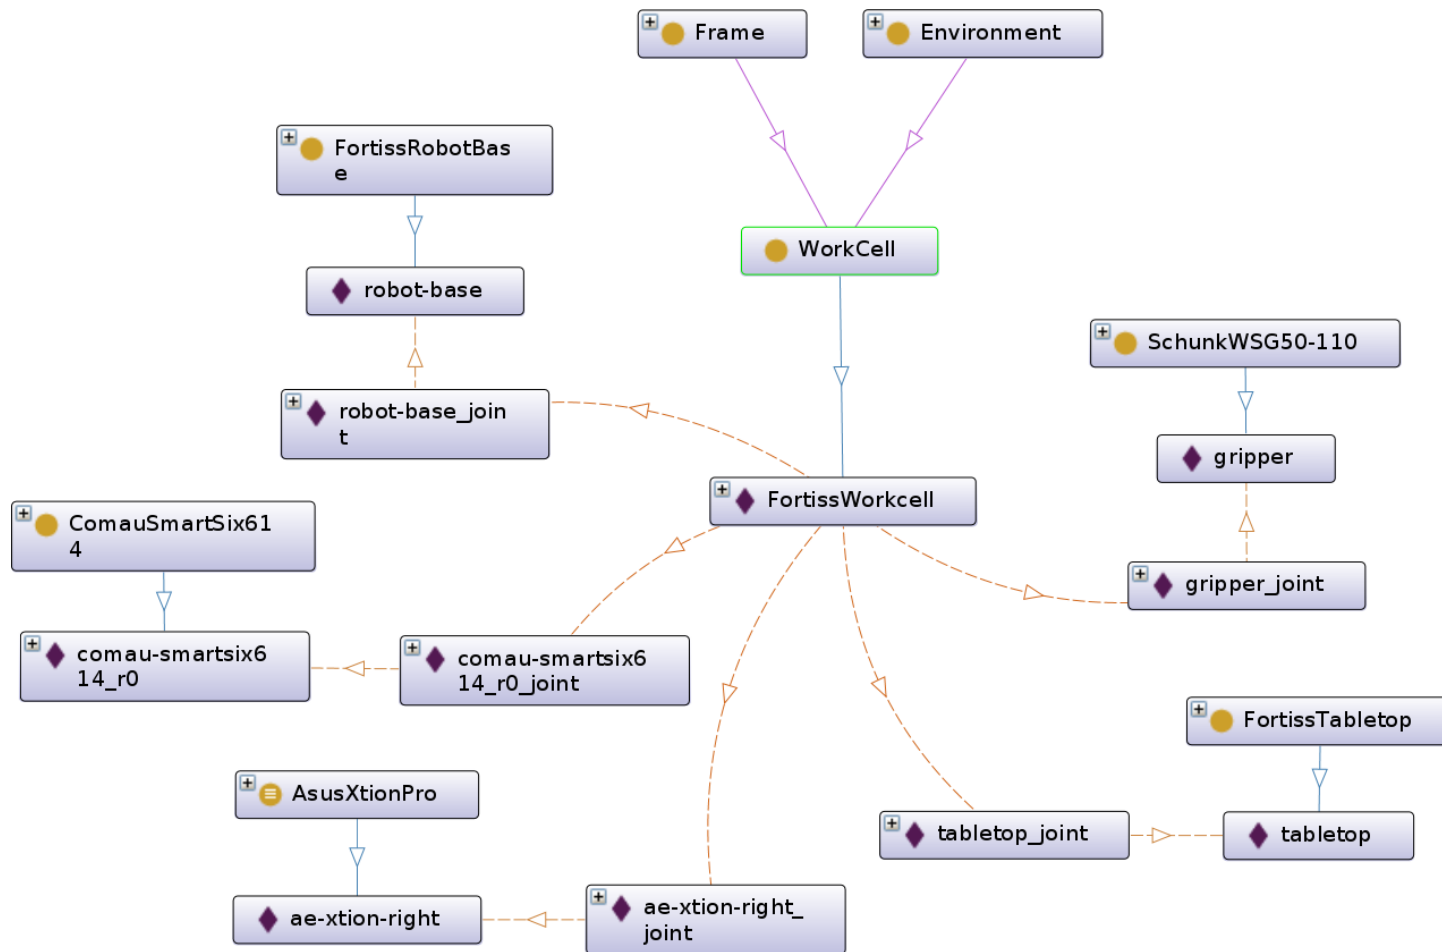 Frame
Environment
FortissRobotBas
e
WorkCell
robot-base
SchunkWSG50-110
robot-base_join
t
gripper
FortissWorkcell
ComauSmartSix61
4
gripper_joint
comau-smartsix6
14_r0
comau-smartsix6
14_r0_joint
FortissTabletop
AsusXtionPro
tabletop_joint
tabletop
ae-xtion-right
ae-xtion-right_
joint